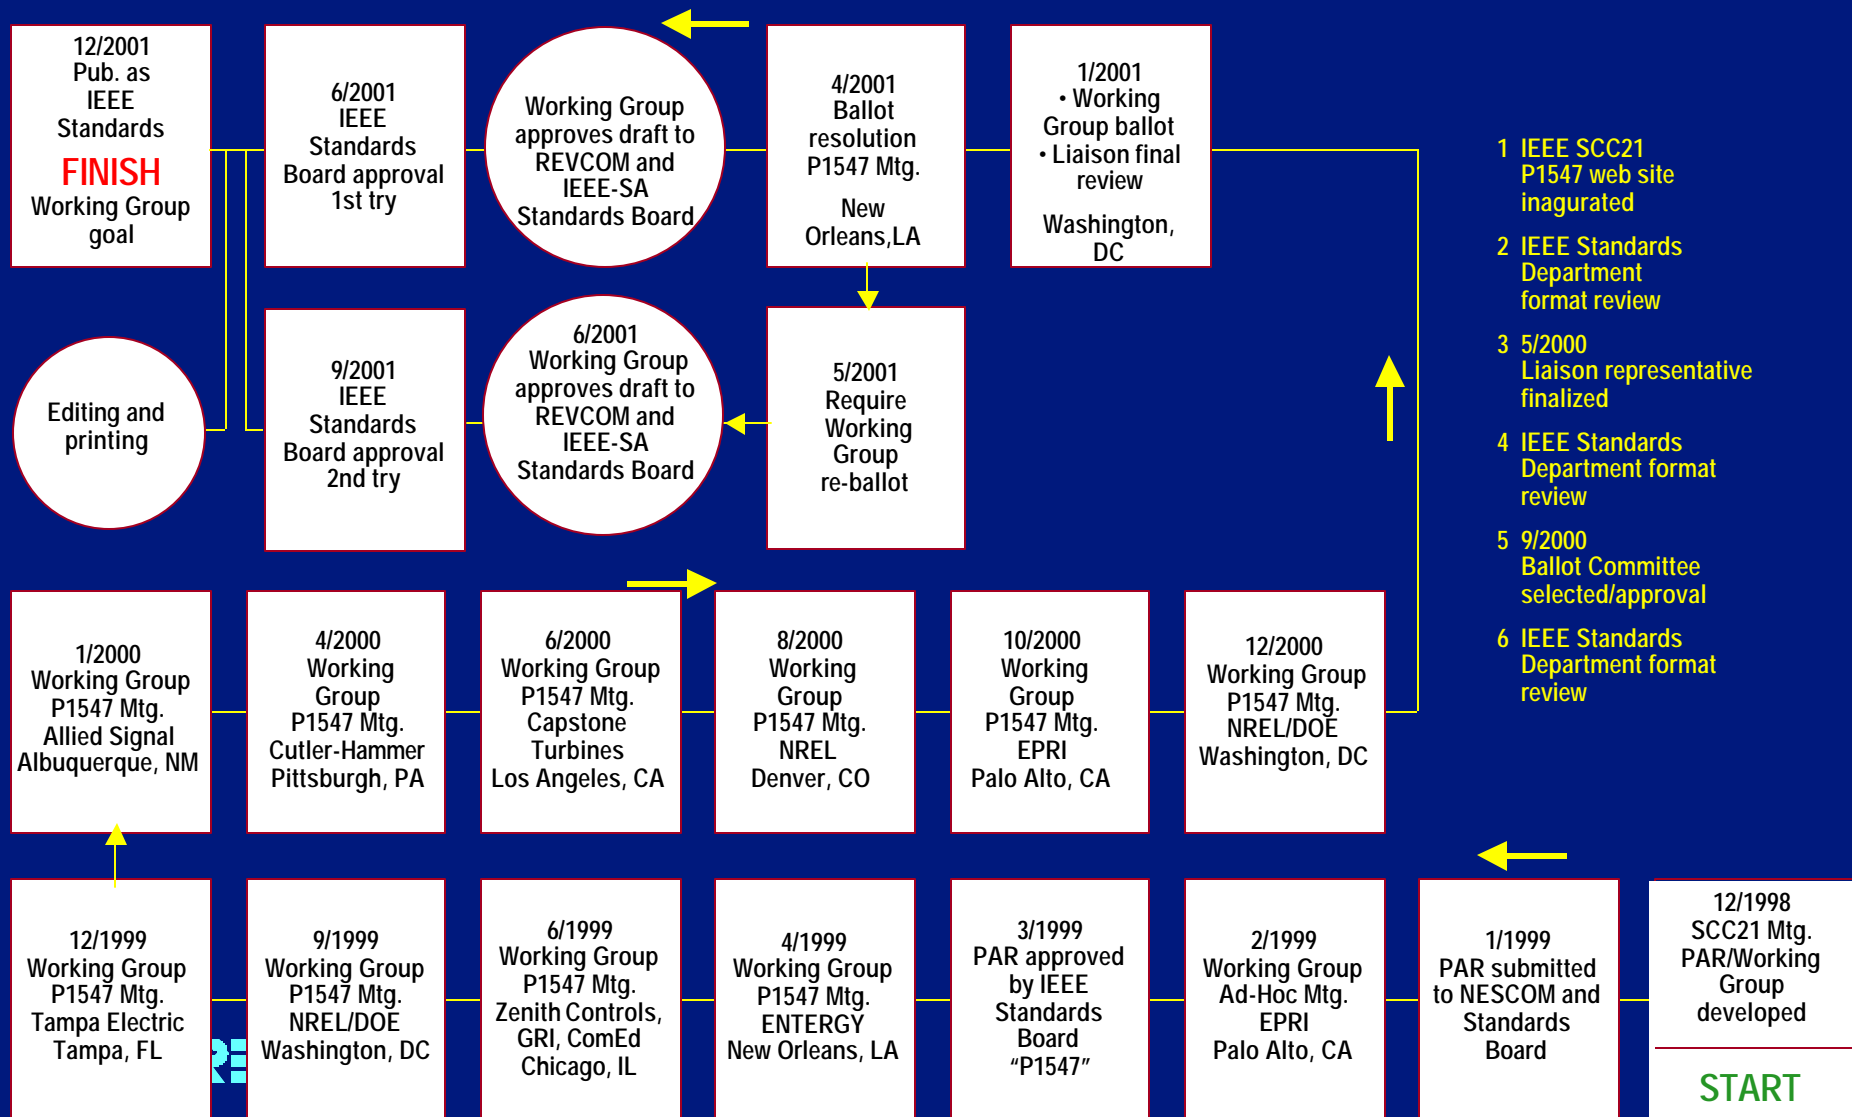 12/2001
Pub. as
IEEE
Standards
FINISH
Working Group
goal
6/2001
IEEE
Standards
Board approval
1st try
Working Group
approves draft to
REVCOM and
IEEE-SA
Standards Board
4/2001
Ballot
resolution
P1547 Mtg.
New
Orleans,LA
1/2001
• Working
Group ballot
• Liaison final
review
Washington,
DC
Editing and
printing
9/2001
IEEE
Standards
Board approval
2nd try
6/2001
Working Group
approves draft to
REVCOM and
IEEE-SA
Standards Board
5/2001
Require
Working
Group
re-ballot
1 IEEE SCC21
P1547 web site
inagurated
2 IEEE Standards
Department
format review
3 5/2000
Liaison representative
finalized
4 IEEE Standards
Department format
review
5 9/2000
Ballot Committee
selected/approval
6 IEEE Standards
Department format
review
1/2000
Working Group
P1547 Mtg.
Allied Signal
Albuquerque, NM
4/2000
Working
Group
P1547 Mtg.
Cutler-Hammer
Pittsburgh, PA
6/2000
Working Group
P1547 Mtg.
Capstone
Turbines
Los Angeles, CA
8/2000
Working
Group
P1547 Mtg.
NREL
Denver, CO
10/2000
Working
Group
P1547 Mtg.
EPRI
Palo Alto, CA
12/2000
Working Group
P1547 Mtg.
NREL/DOE
Washington, DC
12/1999
Working Group
P1547 Mtg.
Tampa Electric
Tampa, FL
9/1999
Working Group
P1547 Mtg.
NREL/DOE
Washington, DC
6/1999
Working Group
P1547 Mtg.
Zenith Controls,
GRI, ComEd
Chicago, IL
4/1999
Working Group
P1547 Mtg.
ENTERGY
New Orleans, LA
3/1999
PAR approved
by IEEE
Standards
Board
“P1547”
2/1999
Working Group
Ad-Hoc Mtg.
EPRI
Palo Alto, CA
1/1999
PAR submitted
to NESCOM and
Standards
Board
12/1998
SCC21 Mtg.
PAR/Working
Group
developed
START